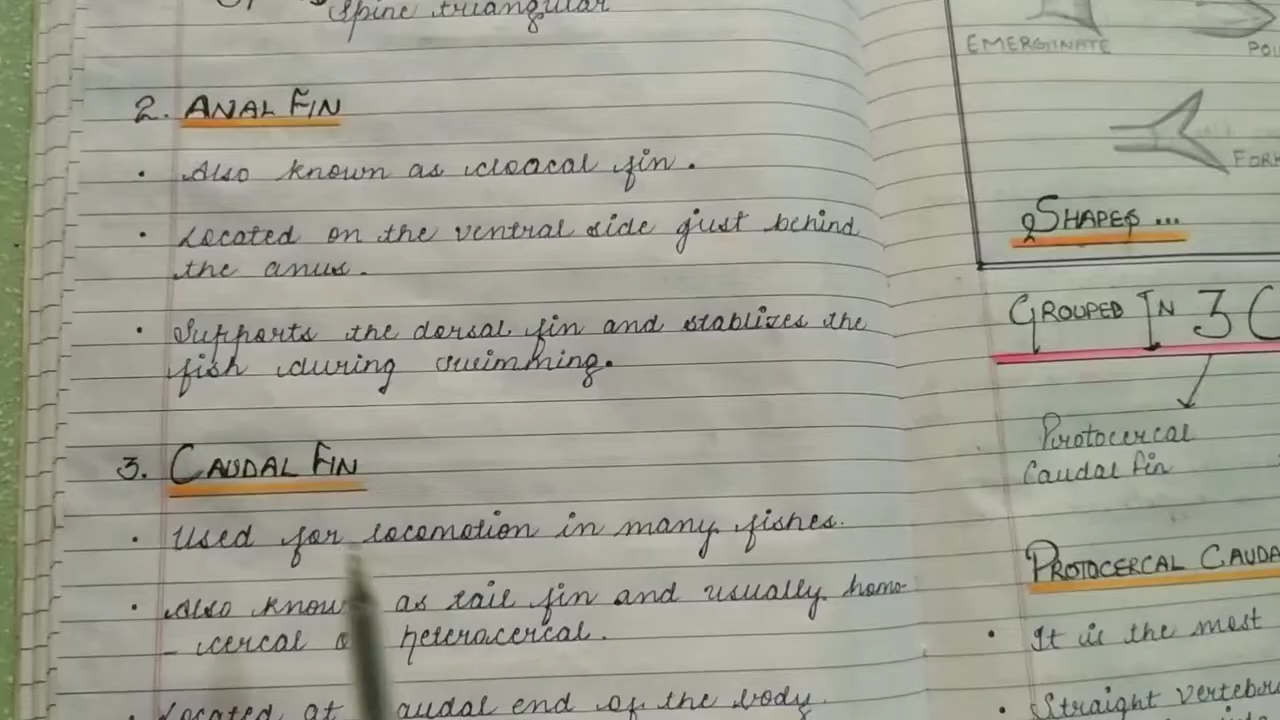 Spine triangular
2. ANAL FIN
• Also known as cloacal fin.
• Located on the ventral side just behind
the anus.
• Supports the dorsal fin and stablizes the
fish during swimming.
3. CAUDAL FIN
• Used for locomotion in many fishes.
• Also know as tail fin and usually homo-
- cercal heterocercal.
• Located at audal end of the body.
EMERGINATE
FORK
SHAPES ...
GROUPED IN 3
Protocercal
Caudal fin
PROTOCERCAL CAUDA
• It is the most
• Straight vertebr